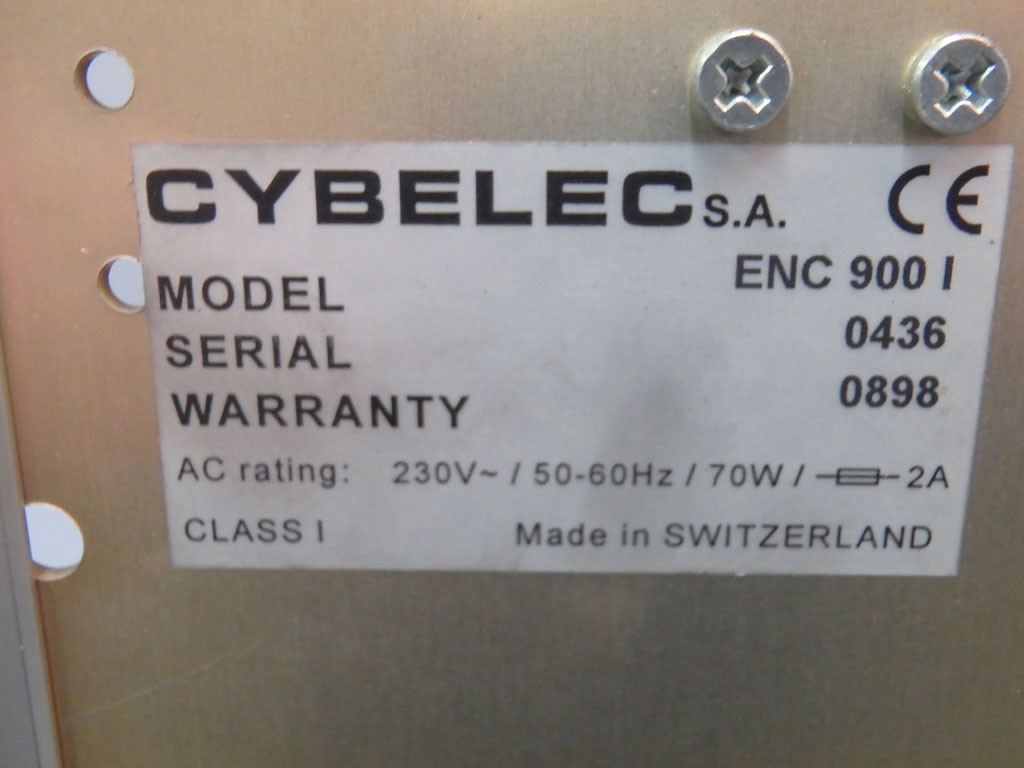 CYBELEC S.A. CE
MODEL ENC 900 I
SERIAL 0436
WARRANTY 0898
AC rating: 230V~ / 50-60Hz / 70W / 2A
CLASS I Made in SWITZERLAND